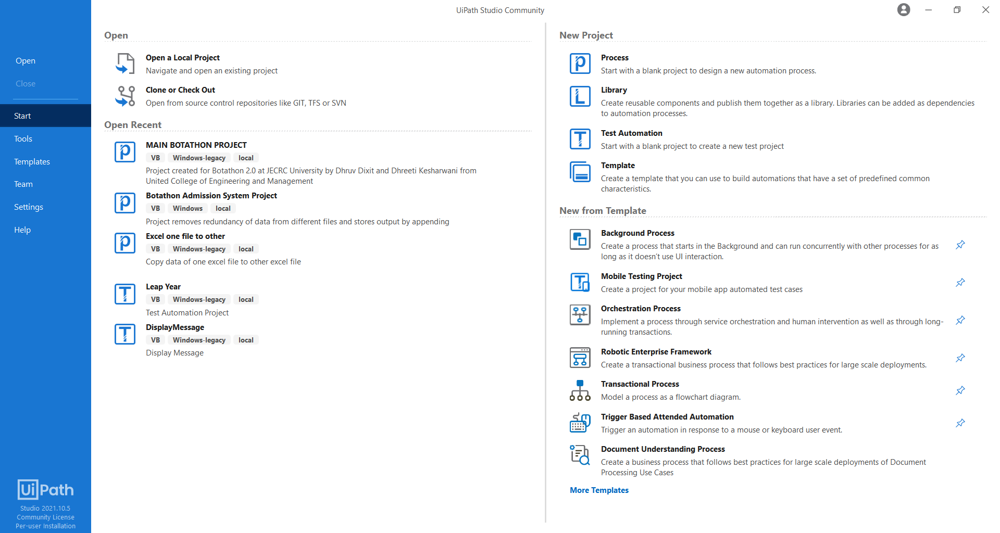 UiPath Studio Community
Open
Close
Start
Tools
Templates
Team
Settings
Help
UiPath
Studio 2021.10.5
Community License
Per-user Installation
Open
Open a Local Project
Navigate and open an existing project
Clone or Check Out
Open from source control repositories like GIT, TFS or SVN
Open Recent
MAIN BOTATHON PROJECT
VB Windows-legacy local
Project created for Botathon 2.0 at JECRC University by Dhruv Dixit and Dhreeti Kesharwani from
United College of Engineering and Management
Botathon Admission System Project
VB Windows local
Project removes redundancy of data from different files and stores output by appending
Excel one file to other
VB Windows-legacy local
Copy data of one excel file to other excel file
Leap Year
VB Windows-legacy local
Test Automation Project
DisplayMessage
VB Windows-legacy local
Display Message
New Project
Process
Start with a blank project to design a new automation process.
Library
Create reusable components and publish them together as a library. Libraries can be added as dependencies
to automation processes.
Test Automation
Start with a blank project to create a new test project
Template
Create a template that you can use to build automations that have a set of predefined common
characteristics.
New from Template
Background Process
Create a process that starts in the Background and can run concurrently with other processes for as
long as it doesn't use UI interaction.
Mobile Testing Project
Create a project for your mobile app automated test cases
Orchestration Process
Implement a process through service orchestration and human intervention as well as through long-
running transactions.
Robotic Enterprise Framework
Create a transactional business process that follows best practices for large scale deployments.
Transactional Process
Model a process as a flowchart diagram.
Trigger Based Attended Automation
Trigger an automation in response to a mouse or keyboard user event.
Document Understanding Process
Create a business process that follows best practices for large scale deployments of Document
Processing Use Cases
More Templates